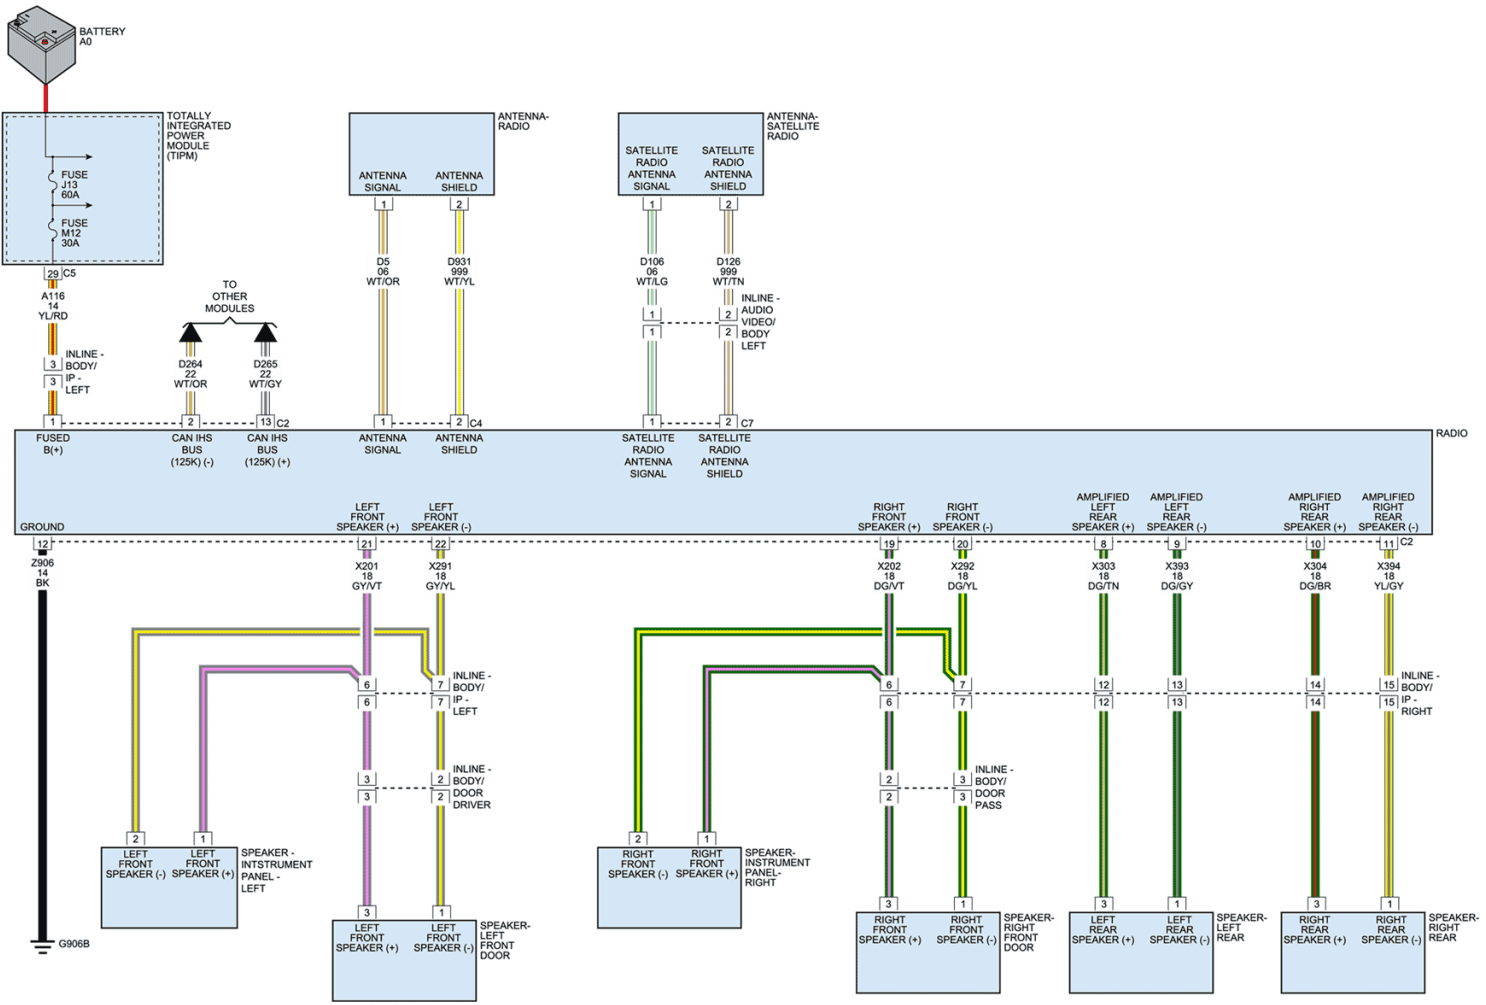 BATTERY
A0
TOTALLY
INTEGRATED
POWER
MODULE
(TIPM)
FUSE
J13
60A
FUSE
M12
30A
29 C5
A116
14
YL/RD
INLINE -
BODY/
IP -
LEFT
3
3
1
TO
OTHER
MODULES
D264
22
WT/OR
D265
22
WT/GY
2
13 C2
ANTENNA-
RADIO
ANTENNA
SIGNAL
ANTENNA
SHIELD
1
2
D5
06
WT/OR
D931
999
WT/YL
1
2 C4
ANTENNA-
SATELLITE
RADIO
SATELLITE
RADIO
ANTENNA
SIGNAL
SATELLITE
RADIO
ANTENNA
SHIELD
1
2
D106
06
WT/LG
D126
999
WT/TN
INLINE -
AUDIO
VIDEO/
BODY
LEFT
1
2
1
2
1
2 C7
RADIO
FUSED
B(+)
CAN IHS
BUS
(125K) (-)
CAN IHS
BUS
(125K) (+)
ANTENNA
SIGNAL
ANTENNA
SHIELD
SATELLITE
RADIO
ANTENNA
SIGNAL
SATELLITE
RADIO
ANTENNA
SHIELD
GROUND
LEFT
FRONT
SPEAKER (+)
LEFT
FRONT
SPEAKER (-)
RIGHT
FRONT
SPEAKER (+)
RIGHT
FRONT
SPEAKER (-)
AMPLIFIED
LEFT
REAR
SPEAKER (+)
AMPLIFIED
LEFT
REAR
SPEAKER (-)
AMPLIFIED
RIGHT
REAR
SPEAKER (+)
AMPLIFIED
RIGHT
REAR
SPEAKER (-)
12
21
22
19
20
8
9
10
11 C2
Z906
14
BK
X201
18
GY/VT
X291
18
GY/YL
X202
18
DG/VT
X292
18
DG/YL
X303
18
DG/TN
X393
18
DG/GY
X304
18
DG/BR
X394
18
YL/GY
6
7
6
7
INLINE -
BODY/
IP -
LEFT
6
7
12
13
14
15
6
7
12
13
14
15
INLINE -
BODY/
IP -
RIGHT
3
2
3
2
INLINE -
BODY/
DOOR
DRIVER
2
3
2
3
INLINE -
BODY/
DOOR
PASS
2
1
LEFT
FRONT
SPEAKER (-)
LEFT
FRONT
SPEAKER (+)
SPEAKER -
INTSTRUMENT
PANEL -
LEFT
2
1
RIGHT
FRONT
SPEAKER (-)
RIGHT
FRONT
SPEAKER (+)
SPEAKER-
INSTRUMENT
PANEL-
RIGHT
G906B
3
1
LEFT
FRONT
SPEAKER (+)
LEFT
FRONT
SPEAKER (-)
SPEAKER-
LEFT
FRONT
DOOR
3
1
RIGHT
FRONT
SPEAKER (+)
RIGHT
FRONT
SPEAKER (-)
SPEAKER-
RIGHT
FRONT
DOOR
3
1
LEFT
REAR
SPEAKER (+)
LEFT
REAR
SPEAKER (-)
SPEAKER-
LEFT
REAR
3
1
RIGHT
REAR
SPEAKER (+)
RIGHT
REAR
SPEAKER (-)
SPEAKER-
RIGHT
REAR